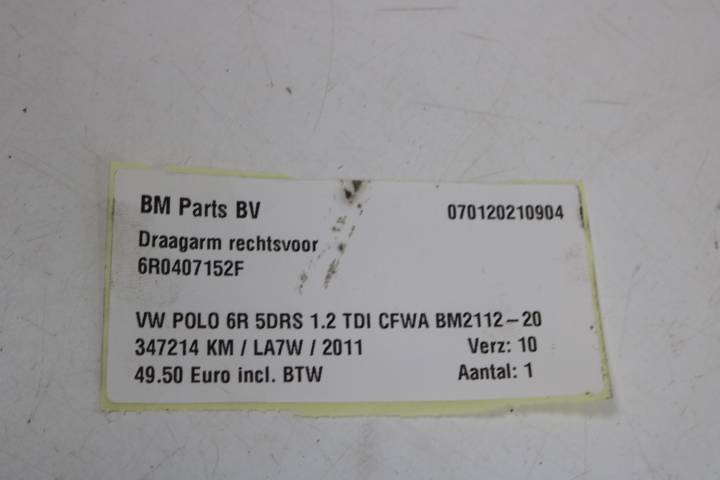 BM Parts BV 070120210904
Draagarm rechtsvoor
6R0407152F
VW POLO 6R 5DRS 1.2 TDI CFWA BM2112-20
347214 KM / LA7W / 2011 Verz: 10
49.50 Euro incl. BTW Aantal: 1